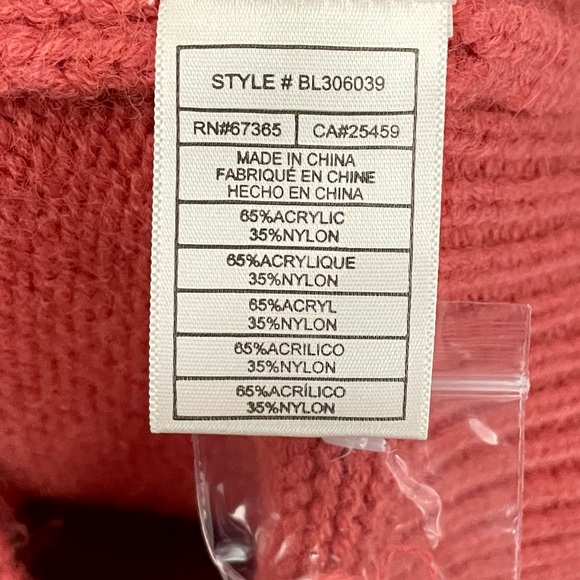 STYLE # BL306039
RN#67365 CA#25459
MADE IN CHINA
FABRIQUÉ EN CHINE
HECHO EN CHINA
65%ACRYLIC
35%NYLON
65%ACRYLIQUE
35%NYLON
65%ACRYL
35%NYLON
65%ACRILICO
35%NYLON
65%ACRÍLICO
35%NYLON